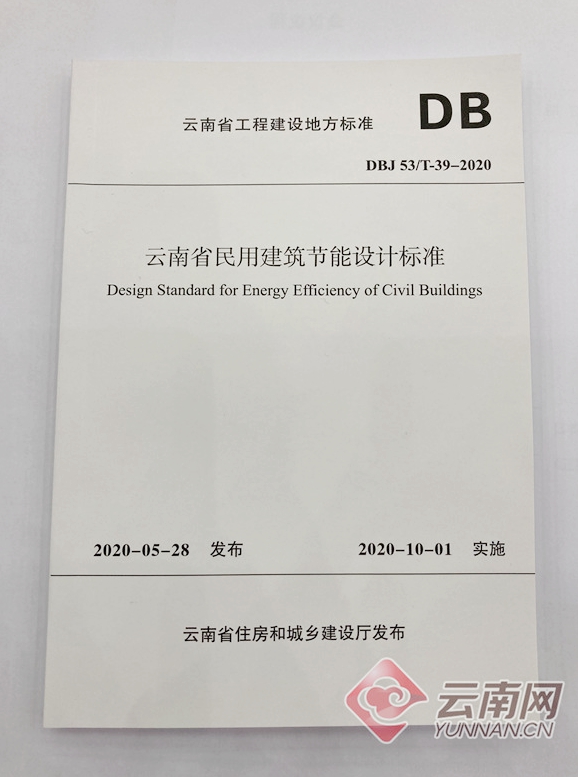 云南省工程建设地方标准 DB
DBJ 53/T-39-2020
云南省民用建筑节能设计标准
Design Standard for Energy Efficiency of Civil Buildings
2020-05-28 发布 2020-10-01 实施
云南省住房和城乡建设厅发布
云南网
YUNNAN.CN